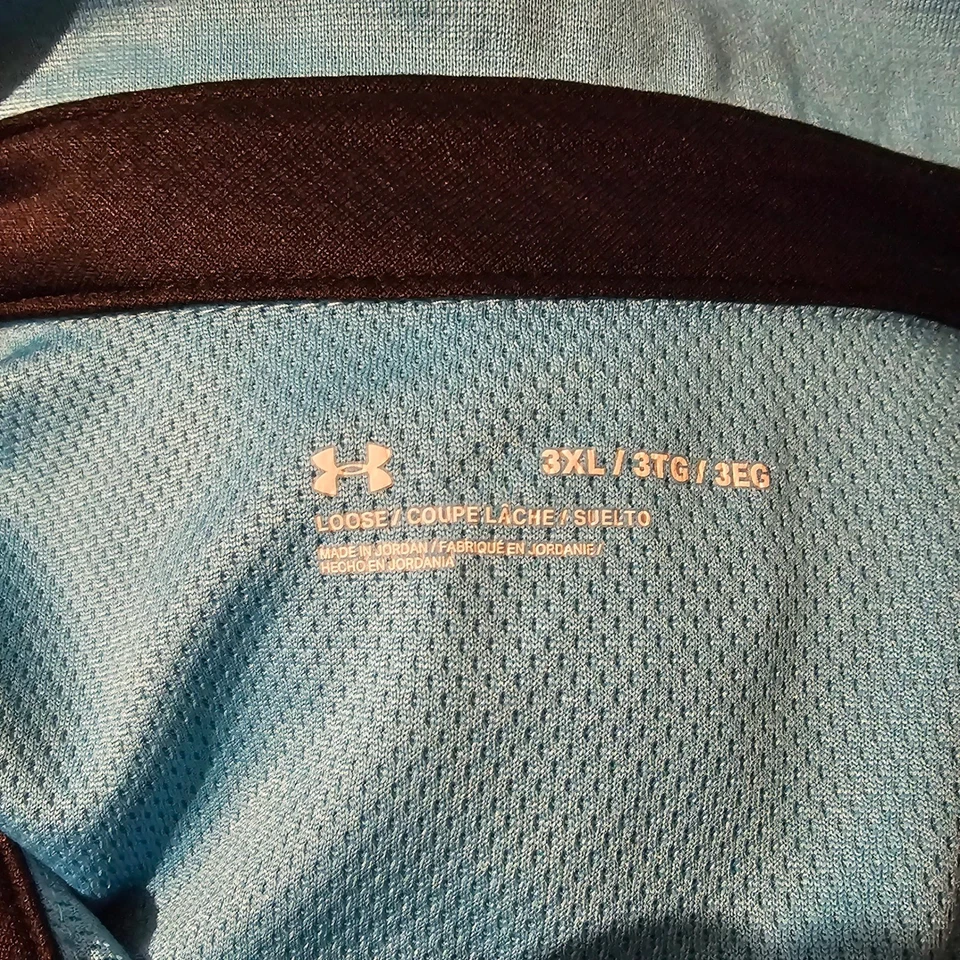 3XL / 3TG / 3EG
LOOSE / COUPE LÂCHE / SUELTO
MADE IN JORDAN / FABRIQUÉ EN JORDANIE /
HECHO EN JORDANIA